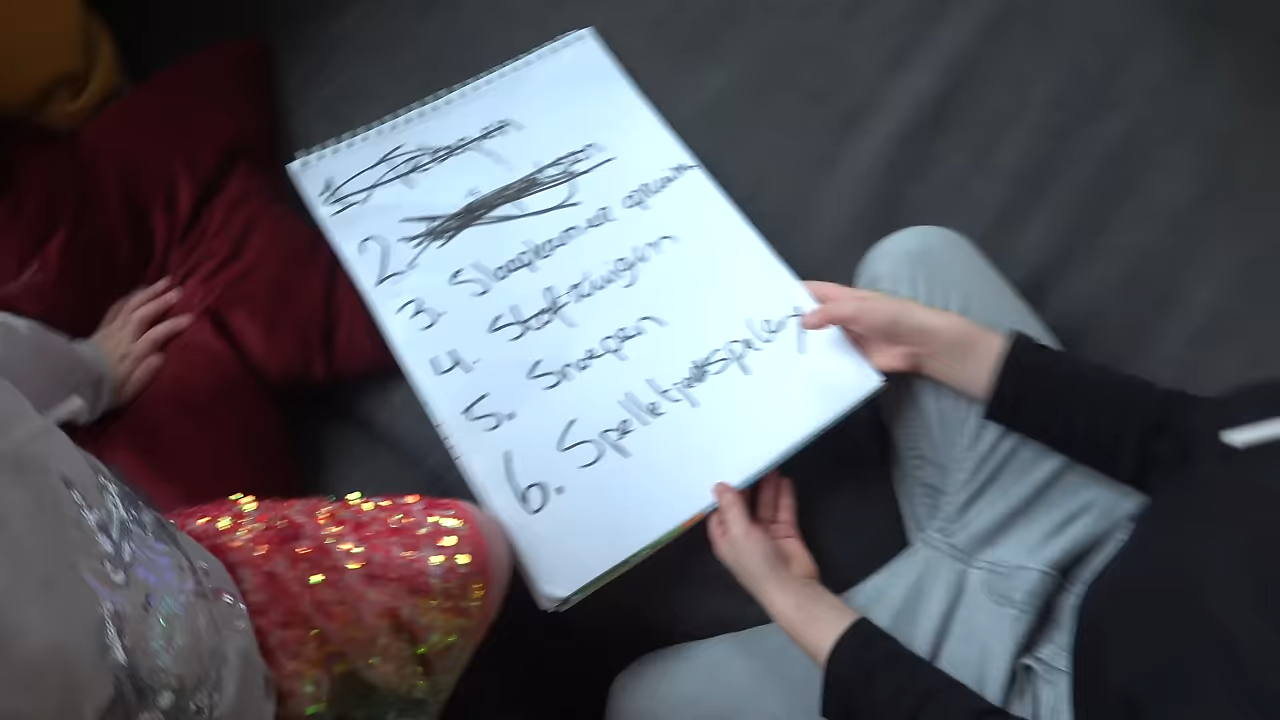 1.
2.
3. Slaapkamer opruimen
4. Stofzuigen
5. Snoepen
6. Spelletjes spelen